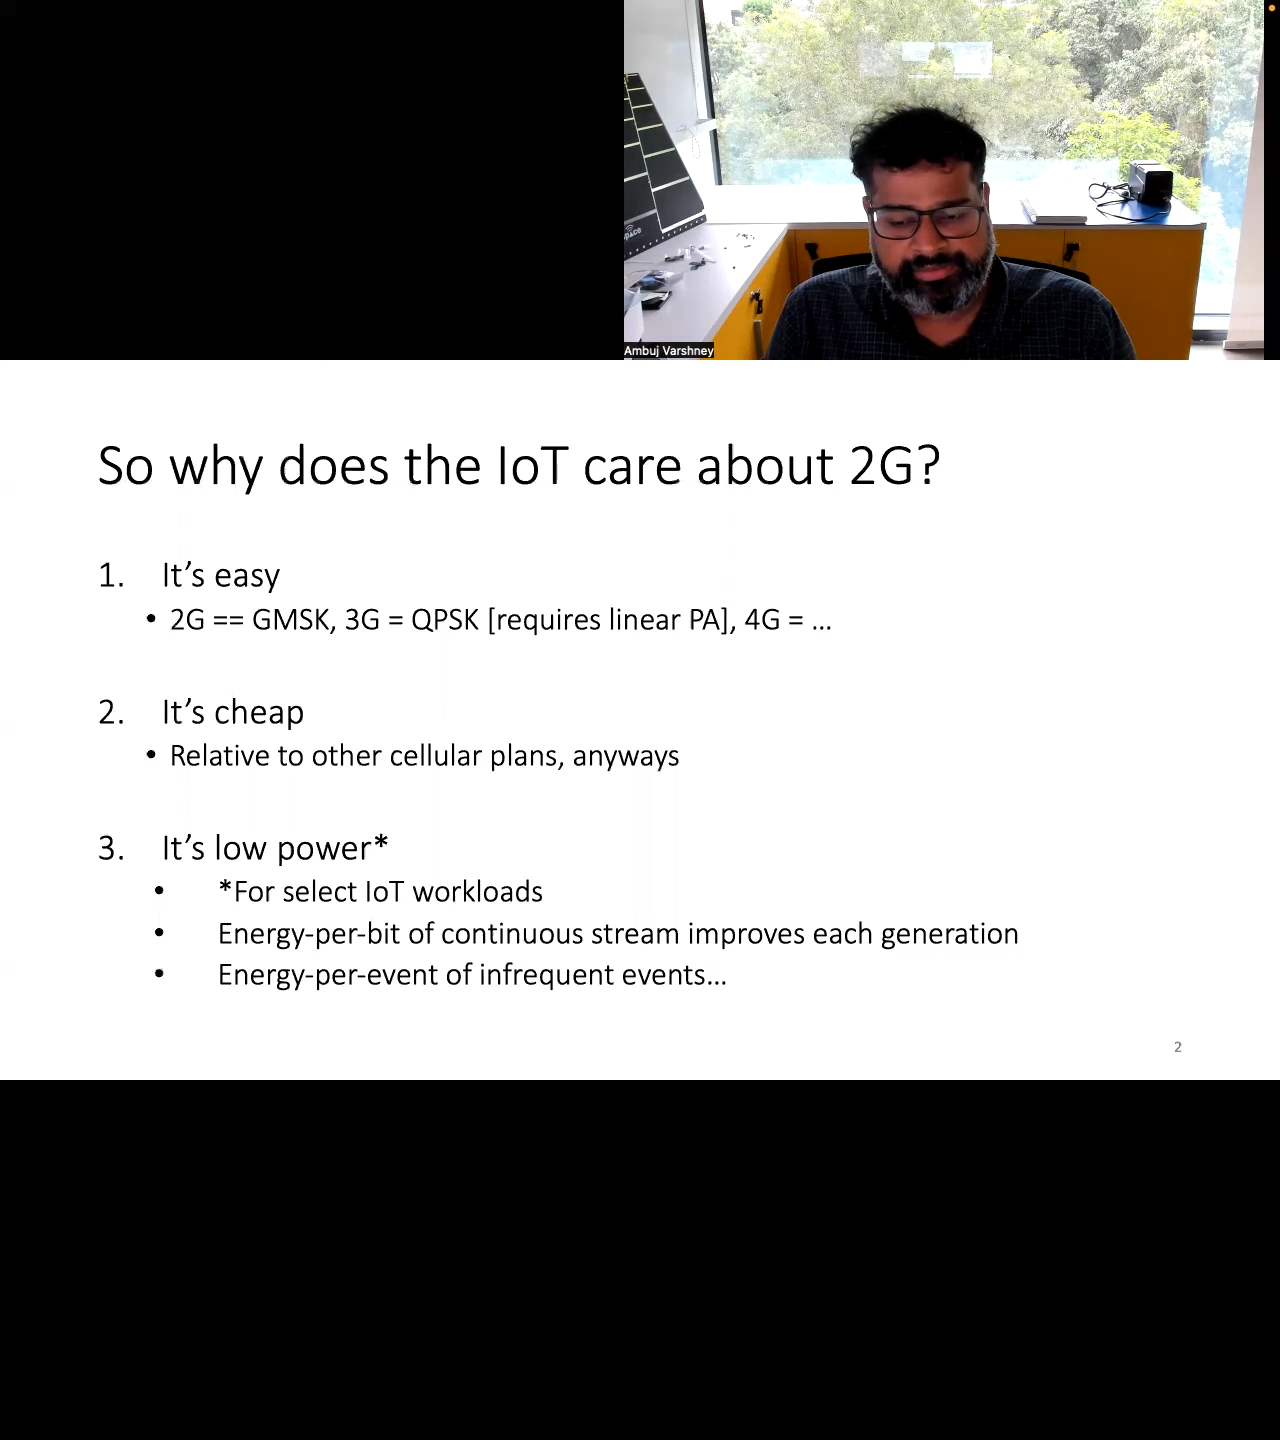 Ambuj Varshney
So why does the IoT care about 2G?
1. It's easy
• 2G == GMSK, 3G = QPSK [requires linear PA], 4G = ...
2. It's cheap
• Relative to other cellular plans, anyways
3. It's low power*
• *For select IoT workloads
• Energy-per-bit of continuous stream improves each generation
• Energy-per-event of infrequent events...
2